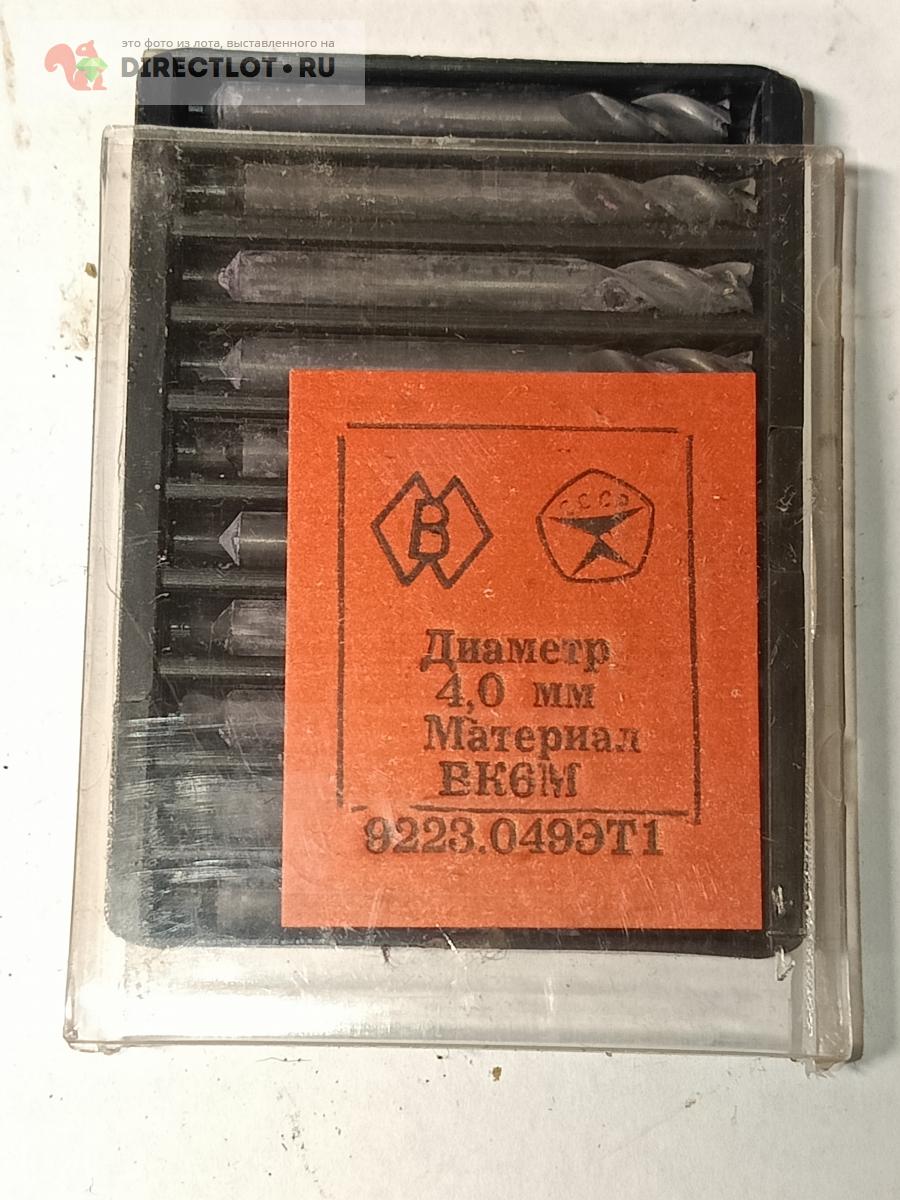 это фото из лота, выставленного на
DIRECTLOT•RU
В
СССР
Диаметр
4,0 мм
Материал
ВК6М
9223.049ЭТ1